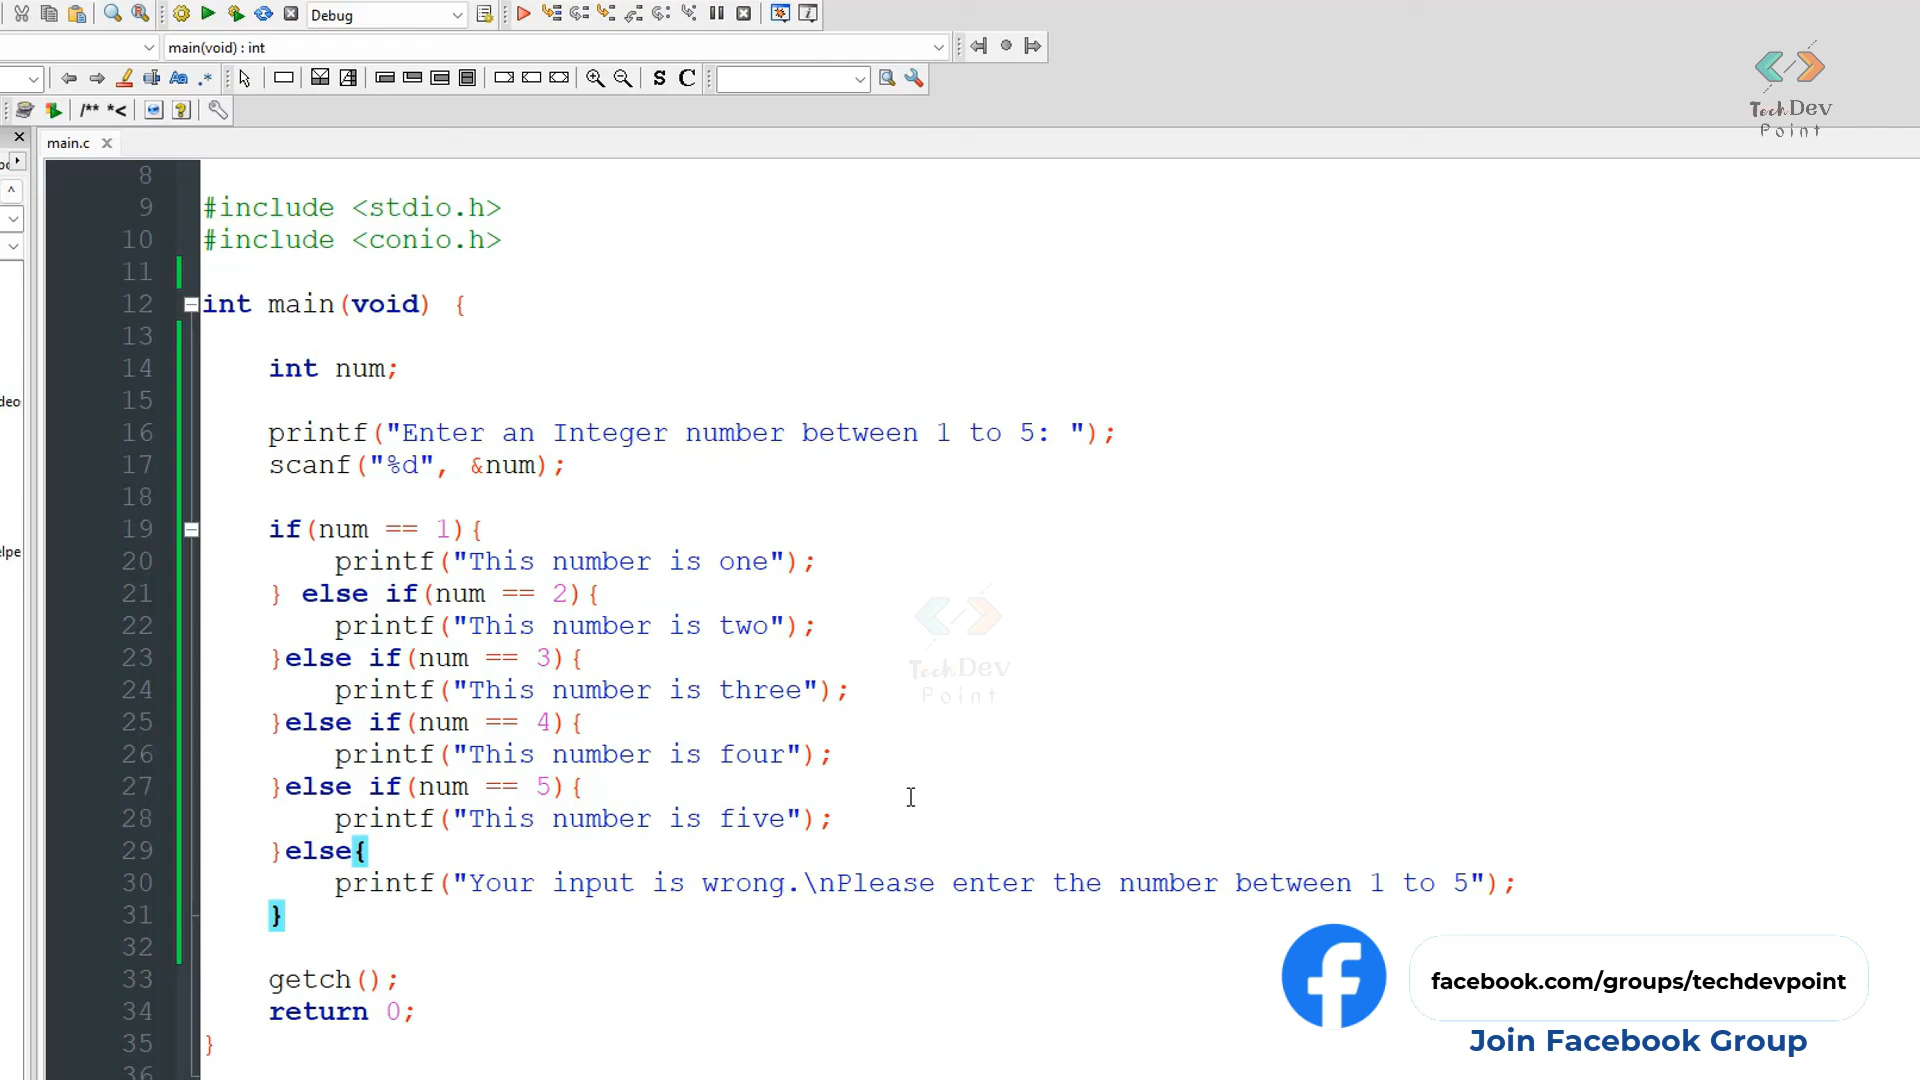 Debug
main(void) : int
Aa .*
S C
/** *<
TechDev
Point
main.c
8
9 #include <stdio.h>
10 #include <conio.h>
11
12 int main(void) {
13
14 int num;
15
16 printf("Enter an Integer number between 1 to 5: ");
17 scanf("%d", &num);
18
19 if(num == 1){
20 printf("This number is one");
21 } else if(num == 2){
22 printf("This number is two");
23 }else if(num == 3){
24 printf("This number is three");
25 }else if(num == 4){
26 printf("This number is four");
27 }else if(num == 5){
28 printf("This number is five");
29 }else{
30 printf("Your input is wrong.\nPlease enter the number between 1 to 5");
31 }
32
33 getch();
34 return 0;
35 }
36
TechDev
Point
facebook.com/groups/techdevpoint
Join Facebook Group